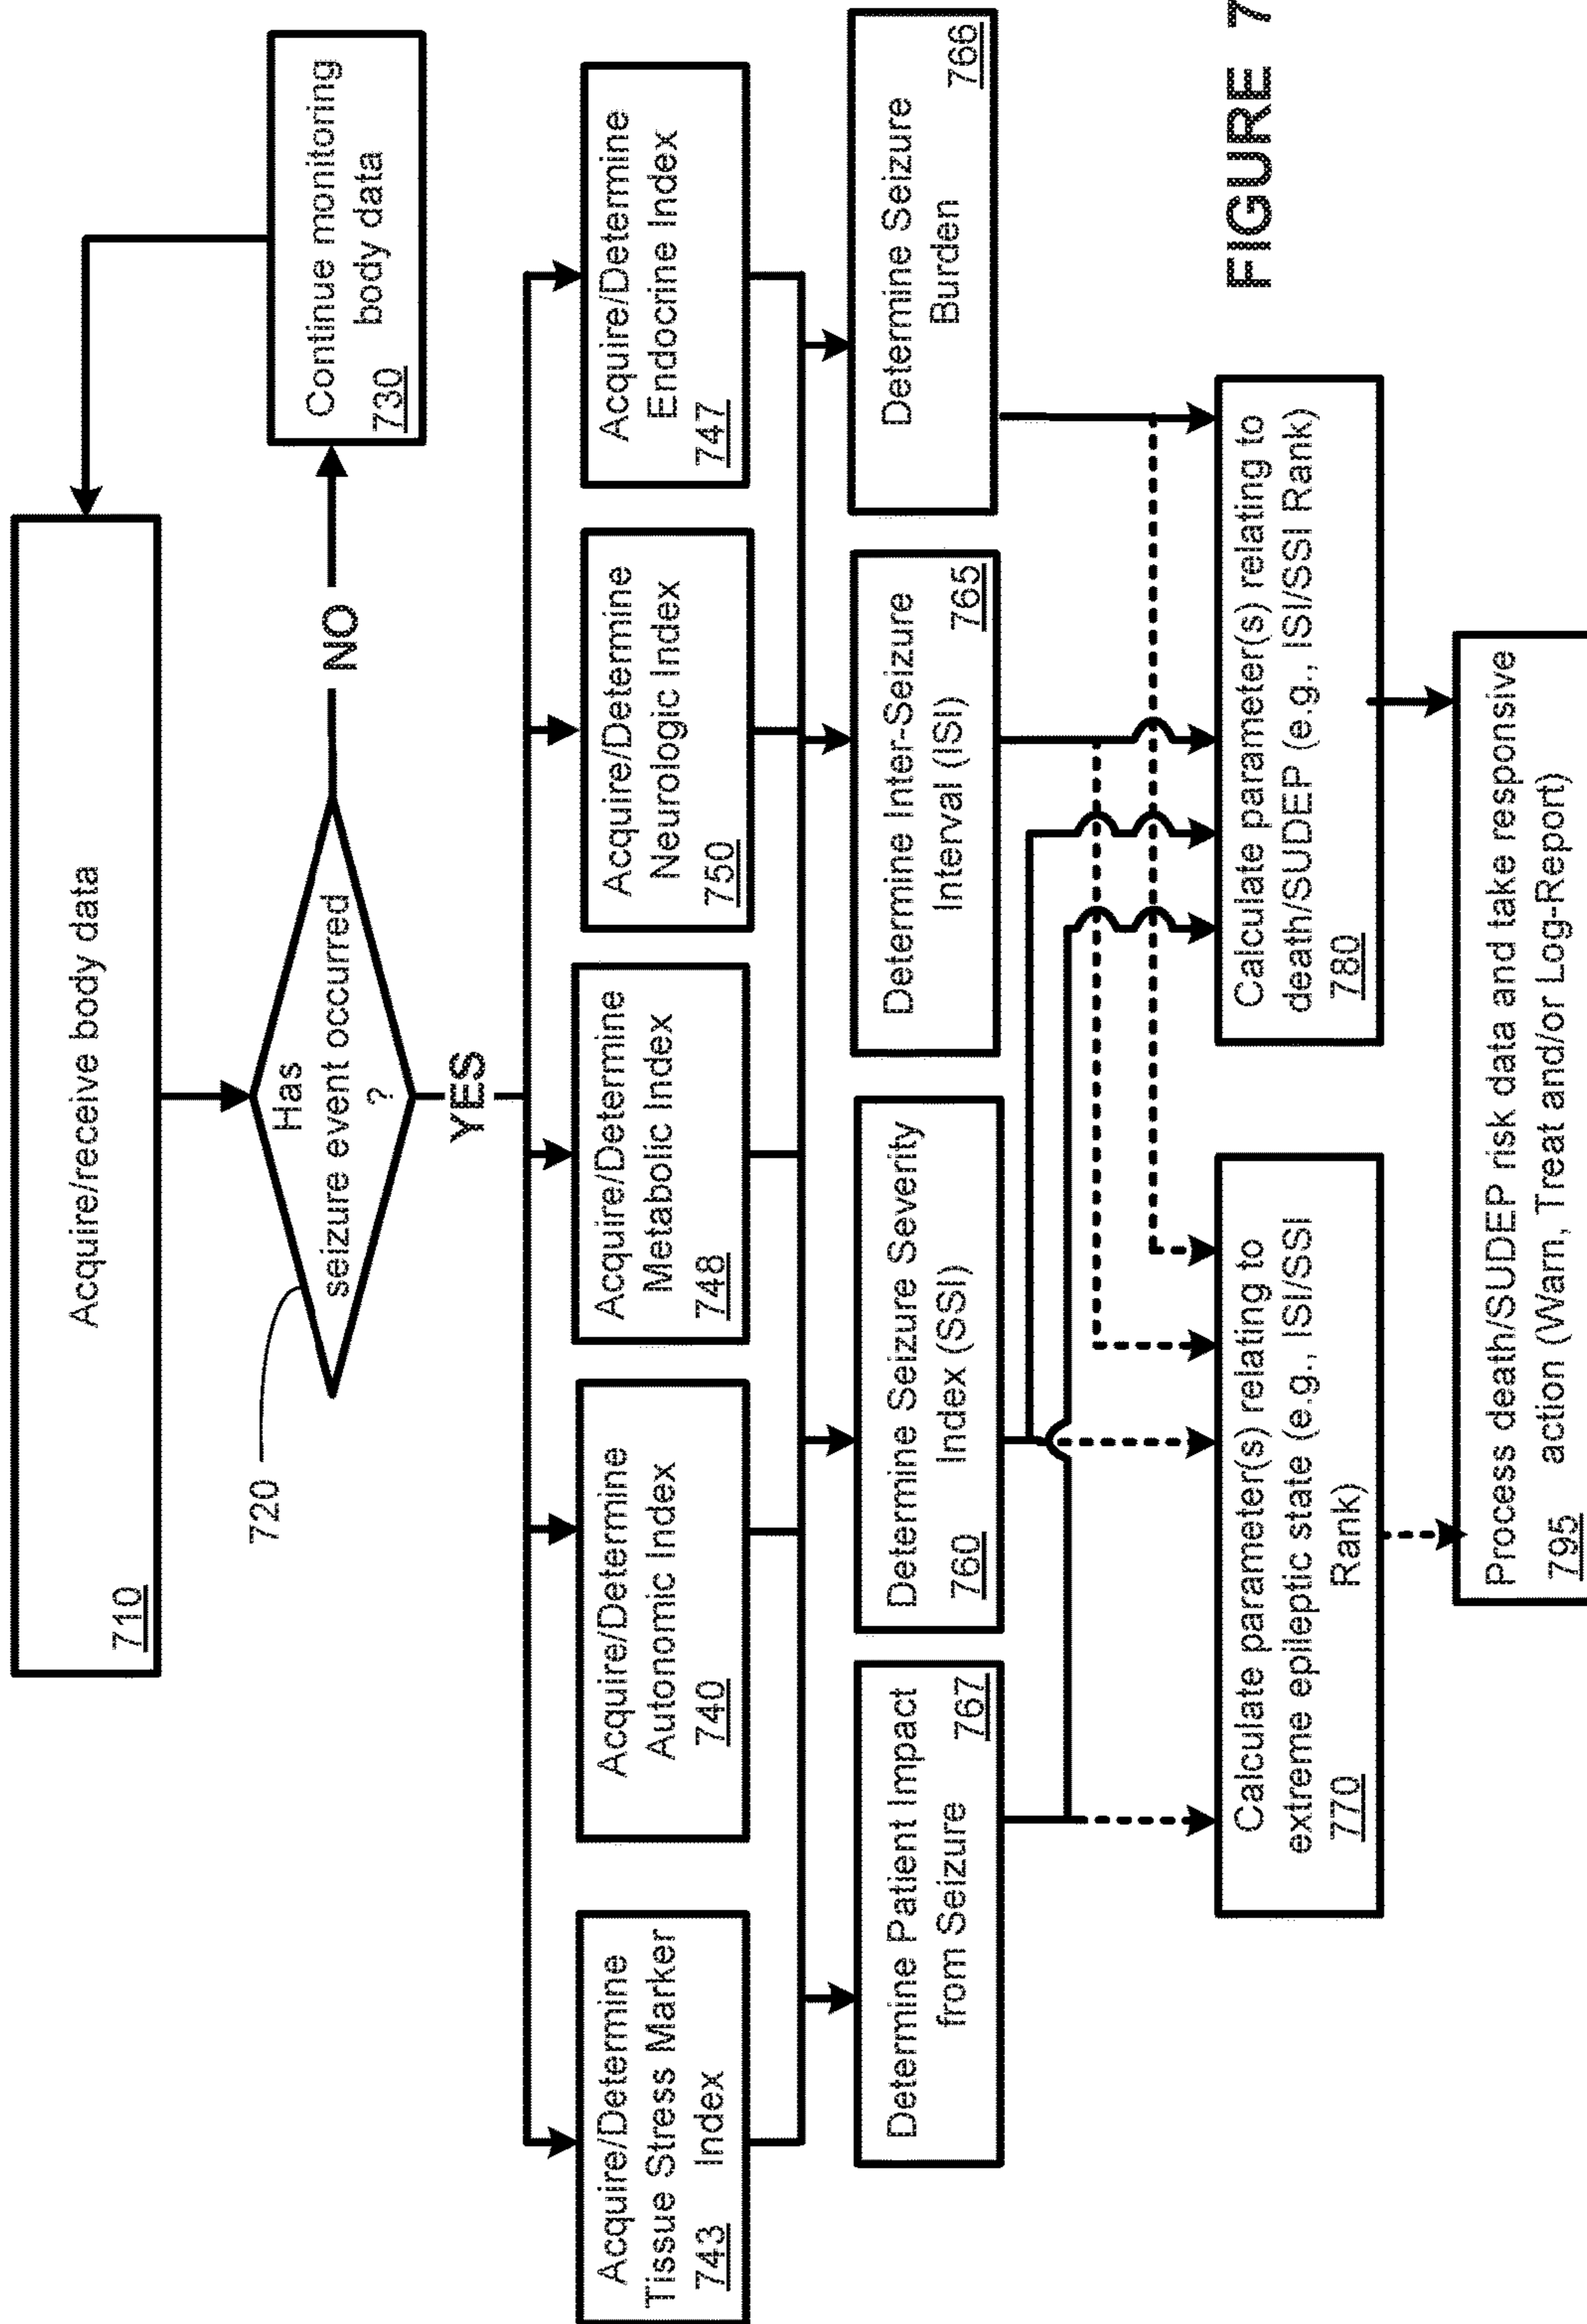 Acquire/receive body data
710
Has
seizure event occurred
?
720
NO
Continue monitoring
body data
730
YES
Acquire/Determine
Tissue Stress Marker
743 Index
Acquire/Determine
Autonomic Index
740
Acquire/Determine
Metabolic Index
748
Acquire/Determine
Neurologic Index
750
Acquire/Determine
Endocrine Index
747
Determine Patient Impact
from Seizure 767
Determine Seizure Severity
Index (SSI)
760
Determine Inter-Seizure
Interval (ISI) 765
Determine Seizure
Burden 766
Calculate parameter(s) relating to
extreme epileptic state (e.g., ISI/SSI
770 Rank)
Calculate parameter(s) relating to
death/SUDEP (e.g., ISI/SSI Rank)
780
Process death/SUDEP risk data and take responsive
795 action (Warn, Treat and/or Log-Report)
FIGURE 7